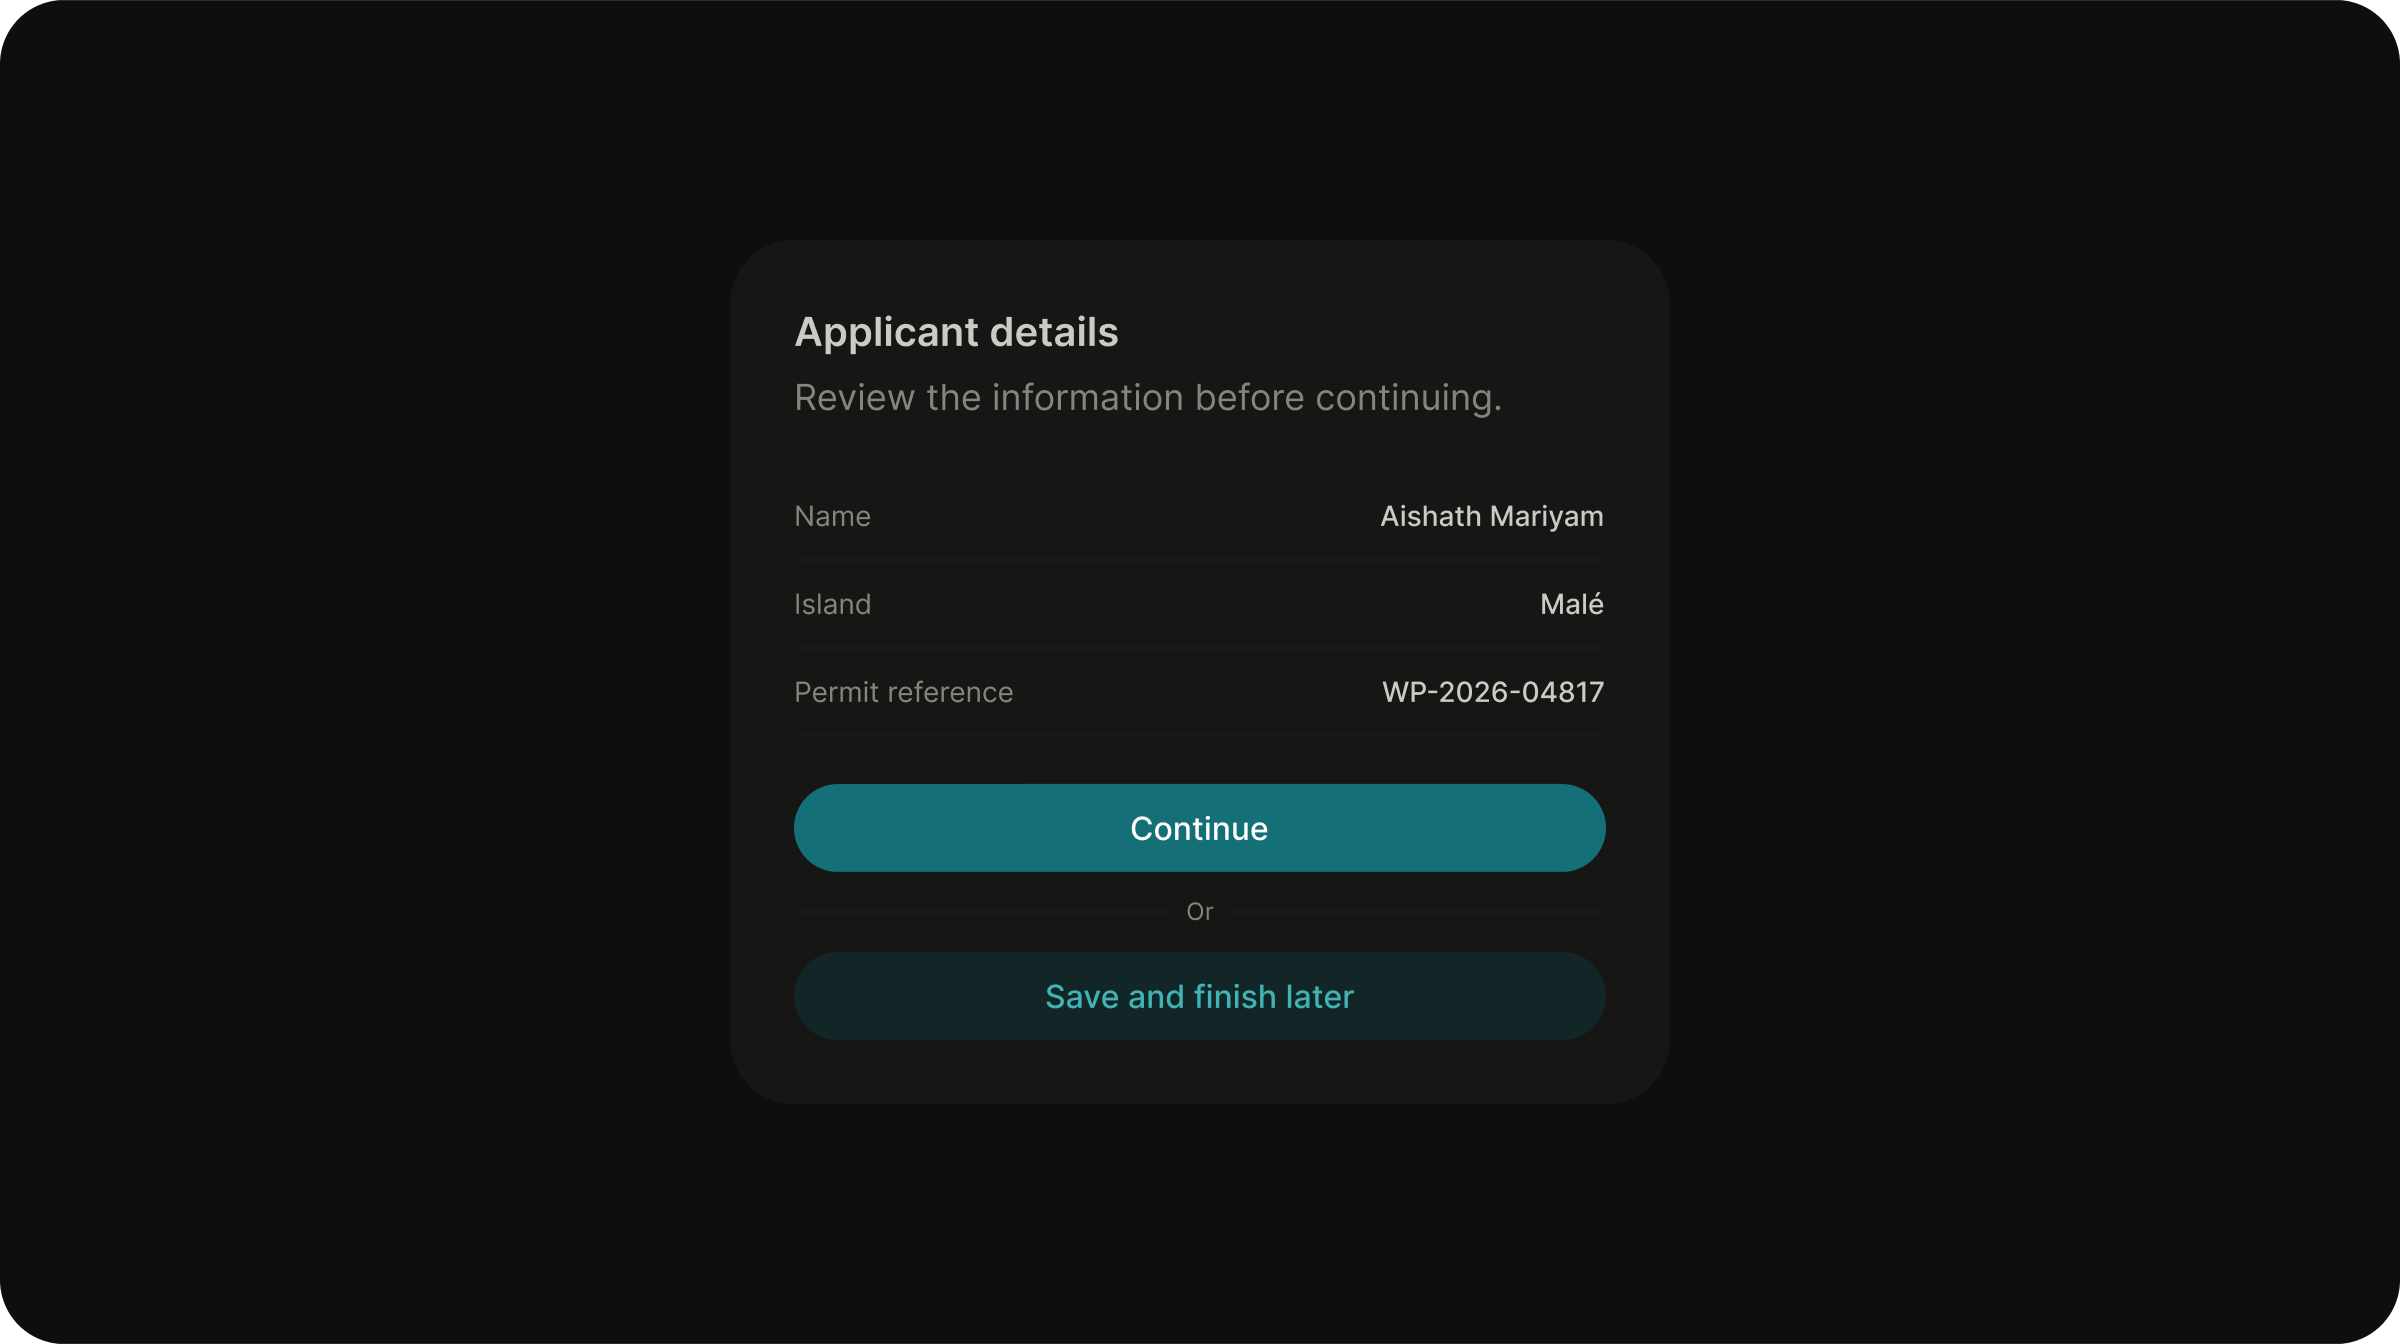 Applicant details
Review the information before continuing.
Name Aishath Mariyam
Island Malé
Permit reference WP-2026-04817
Continue
Or
Save and finish later